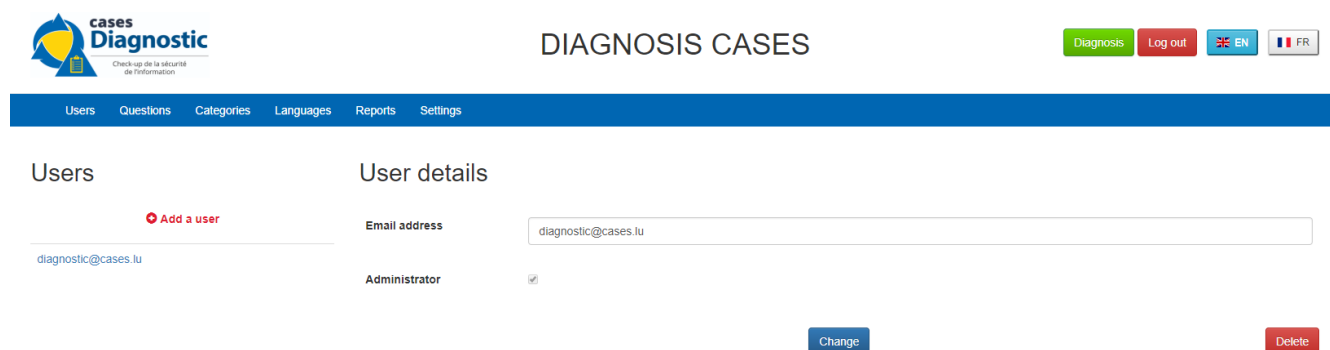 cases
Diagnostic
Check-up de la sécurité
de l'information
DIAGNOSIS CASES
Diagnosis
Log out
EN
FR
Users Questions Categories Languages Reports Settings
Users
Add a user
diagnostic@cases.lu
User details
Email address
diagnostic@cases.lu
Administrator
Change
Delete